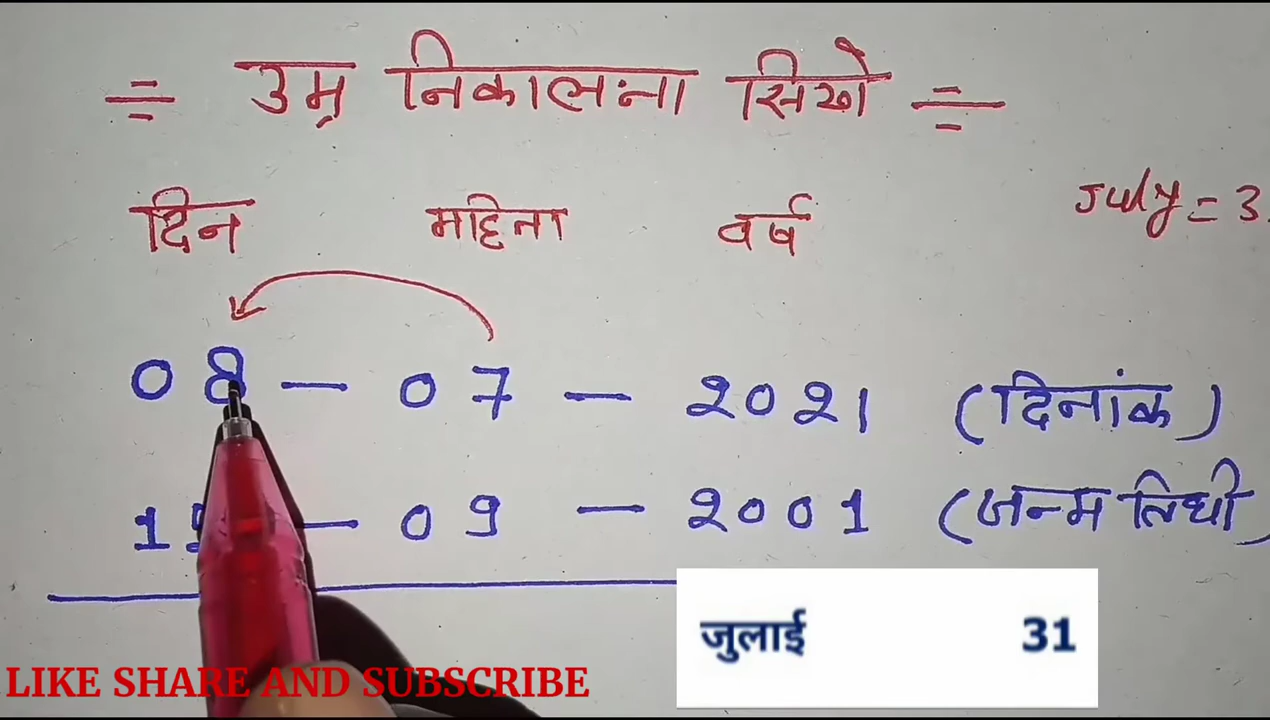 = उम्र निकालना सिखो =
दिन महिना वर्ष
July = 3
08 — 07 — 2021 (दिनांक)
— 09 — 2001 (जन्म तिथी)
जुलाई 31
LIKE SHARE AND SUBSCRIBE